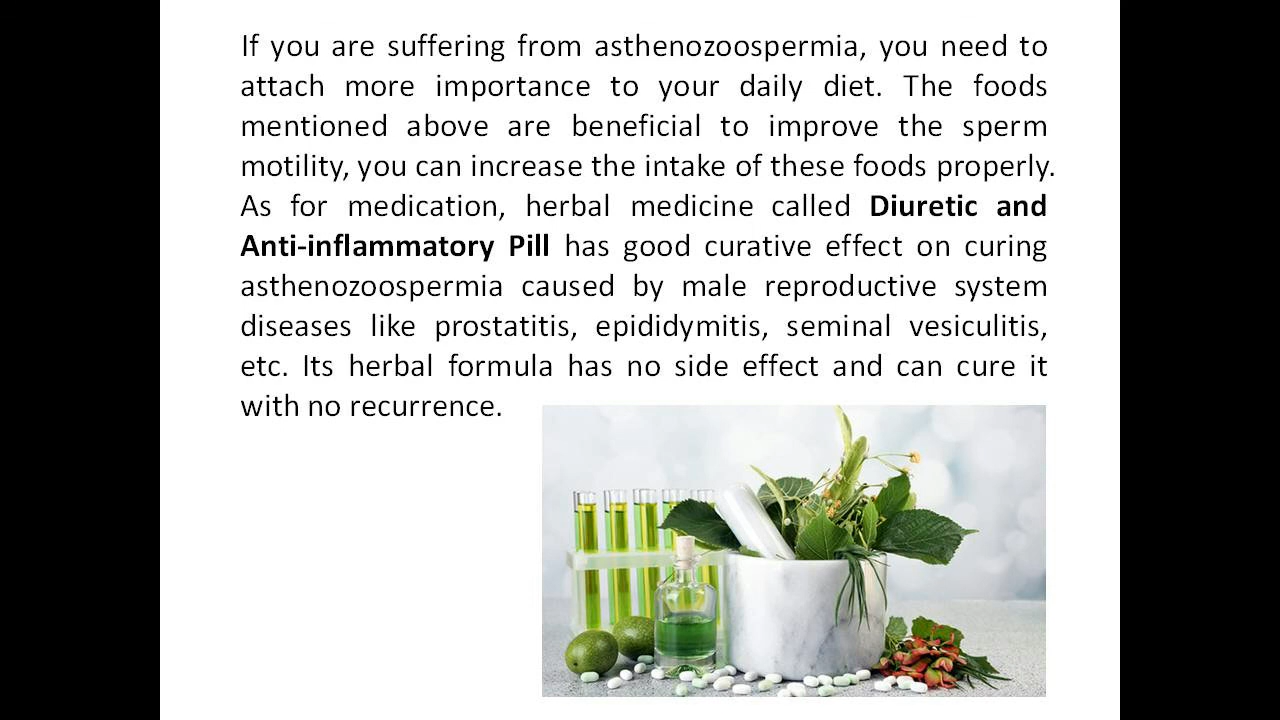 If you are suffering from asthenozoospermia, you need to
attach more importance to your daily diet. The foods
mentioned above are beneficial to improve the sperm
motility, you can increase the intake of these foods properly.
As for medication, herbal medicine called Diuretic and
Anti-inflammatory Pill has good curative effect on curing
asthenozoospermia caused by male reproductive system
diseases like prostatitis, epididymitis, seminal vesiculitis,
etc. Its herbal formula has no side effect and can cure it
with no recurrence.